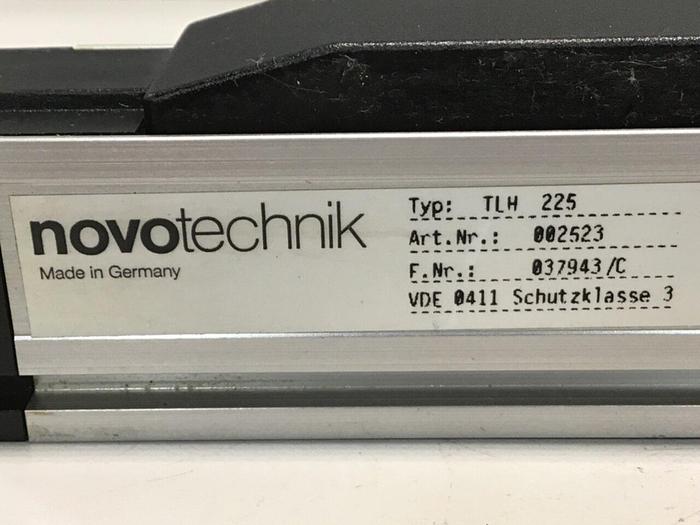 novotechnik
Made in Germany
Typ: TLH 225
Art.Nr.: 002523
F.Nr.: 037943/C
VDE 0411 Schutzklasse 3